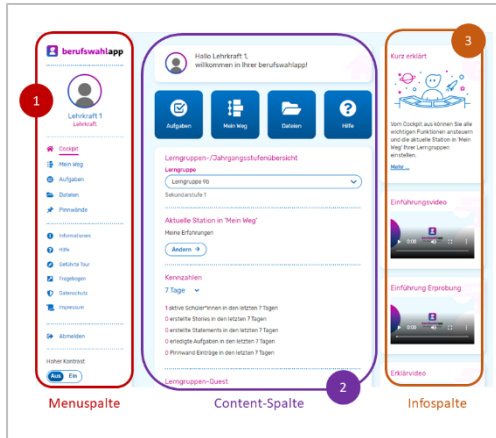 berufswahlapp
1
Lehrkraft 1
Lehrkraft
Cockpit
Mein Weg
Aufgaben
Dateien
Pinnwände
Informationen
Hilfe
Geführte Tour
Fragebogen
Datenschutz
Impressum
Abmelden
Hoher Kontrast
Aus Ein
Menuspalte
Hallo Lehrkraft 1,
willkommen in Ihrer berufswahlapp!
Aufgaben Mein Weg Dateien Hilfe
Lerngruppen-/Jahrgangsstufenübersicht
Lerngruppe
Lerngruppe 9b
Sekundarstufe 1
Aktuelle Station in 'Mein Weg'
Meine Erfahrungen
Ändern →
Kennzahlen
7 Tage
1 aktive Schüler*innen in den letzten 7 Tagen
0 erstellte Stories in den letzten 7 Tagen
0 erstellte Statements in den letzten 7 Tagen
0 erledigte Aufgaben in den letzten 7 Tagen
0 Pinnwand Einträge in den letzten 7 Tagen
Lerngruppen-Quest
2
Content-Spalte
3
Kurz erklärt
Vom Cockpit aus können Sie alle
wichtigen Funktionen ansteuern
und die aktuelle Station in 'Mein
Weg' Ihrer Lerngruppen
einstellen.
Mehr ...
Einführungsvideo
0:00
Einführung Erprobung
0:00
Erklärvideo
Infospalte